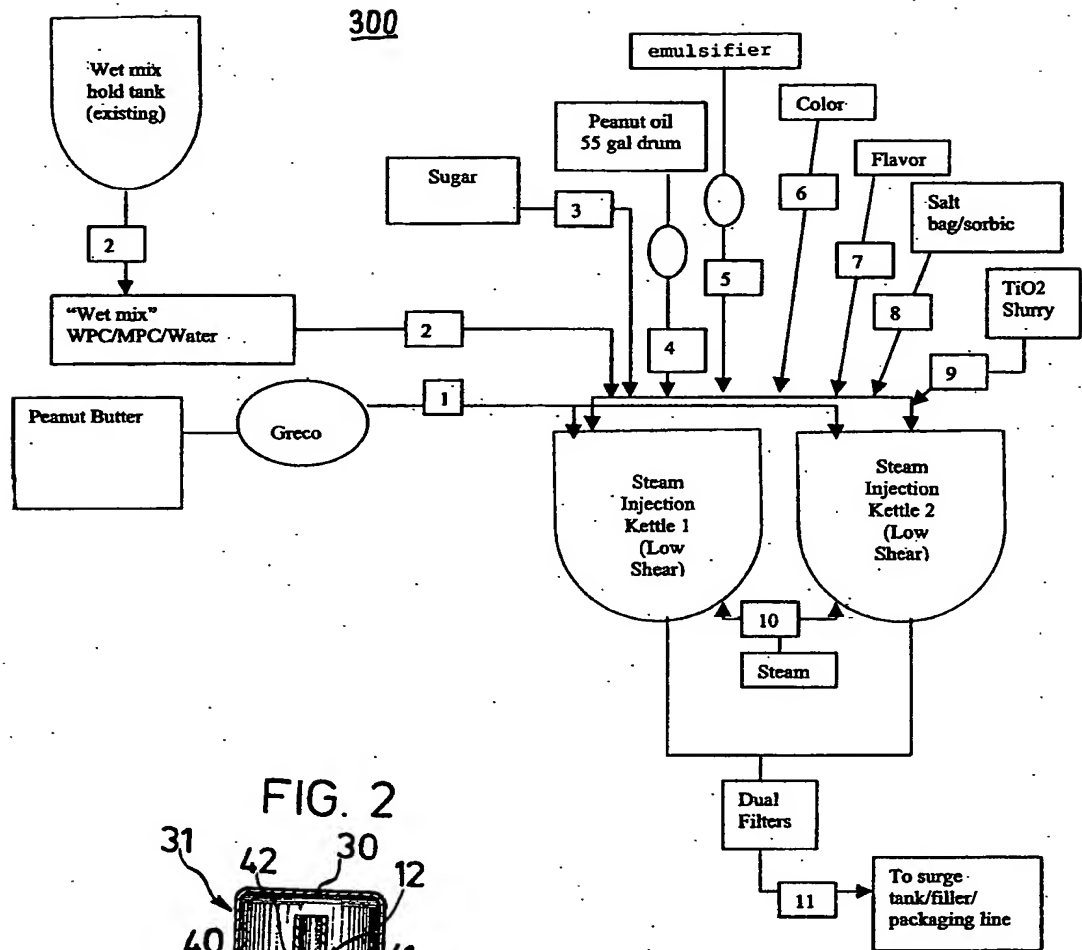 300
Wet mix
hold tank
(existing)
2
"Wet mix"
WPC/MPC/Water
2
Peanut Butter
Greco
1
Sugar
3
Peanut oil
55 gal drum
4
emulsifier
5
Color
6
Flavor
7
Salt
bag/sorbic
8
TiO2
Slurry
9
Steam
Injection
Kettle 1
(Low
Shear)
Steam
Injection
Kettle 2
(Low
Shear)
10
Steam
Dual
Filters
11
To surge
tank/filler/
packaging line
FIG. 2
31
42
30
12
40